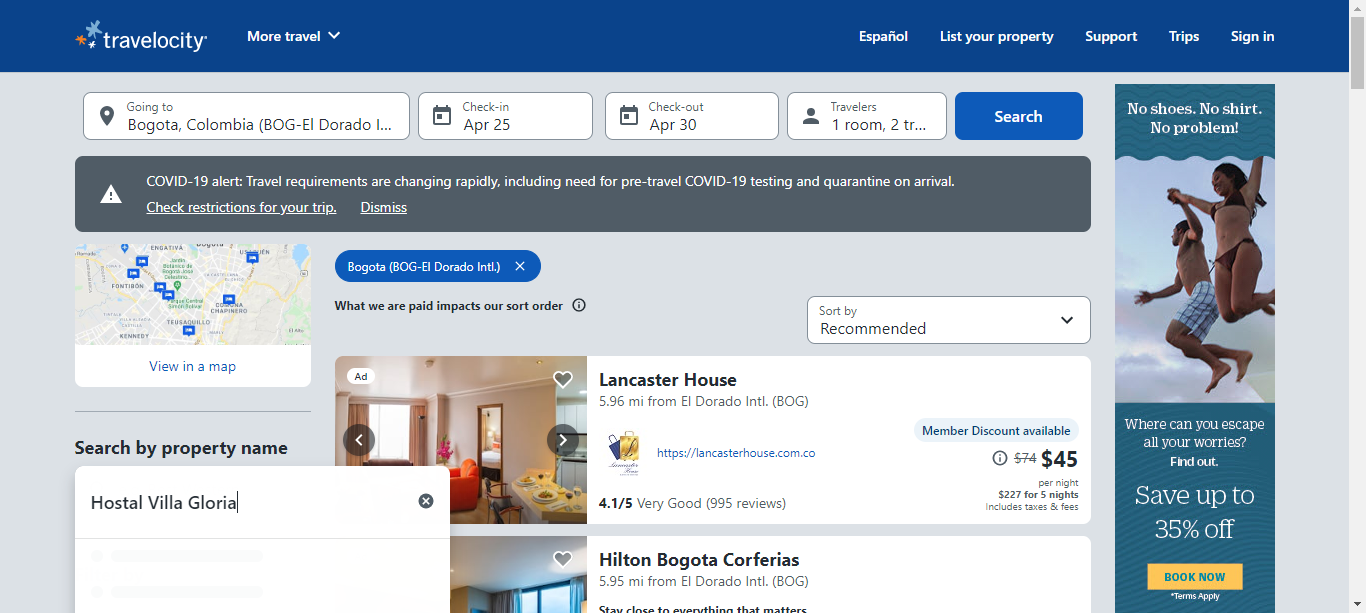 travelocity
More travel
Español
List your property
Support
Trips
Sign in
Going to
Bogota, Colombia (BOG-El Dorado I...
Check-in
Apr 25
Check-out
Apr 30
Travelers
1 room, 2 tr...
Search
COVID-19 alert: Travel requirements are changing rapidly, including need for pre-travel COVID-19 testing and quarantine on arrival.
Check restrictions for your trip.
Dismiss
ENGATIVA
USAQUÉN
FONTIBÓN
TEUSAQUILLO
CHAPINERO
KENNEDY
View in a map
Search by property name
Hostal Villa Gloria
Bogota (BOG-El Dorado Intl.)
What we are paid impacts our sort order
Sort by
Recommended
Ad
Lancaster House
5.96 mi from El Dorado Intl. (BOG)
Lancaster
House
https://lancasterhouse.com.co
4.1/5 Very Good (995 reviews)
Member Discount available
$74 $45
per night
$227 for 5 nights
Includes taxes & fees
Hilton Bogota Corferias
5.95 mi from El Dorado Intl. (BOG)
Stay close to everything that matters
No shoes. No shirt.
No problem!
Where can you escape
all your worries?
Find out.
Save up to
35% off
BOOK NOW
*Terms Apply